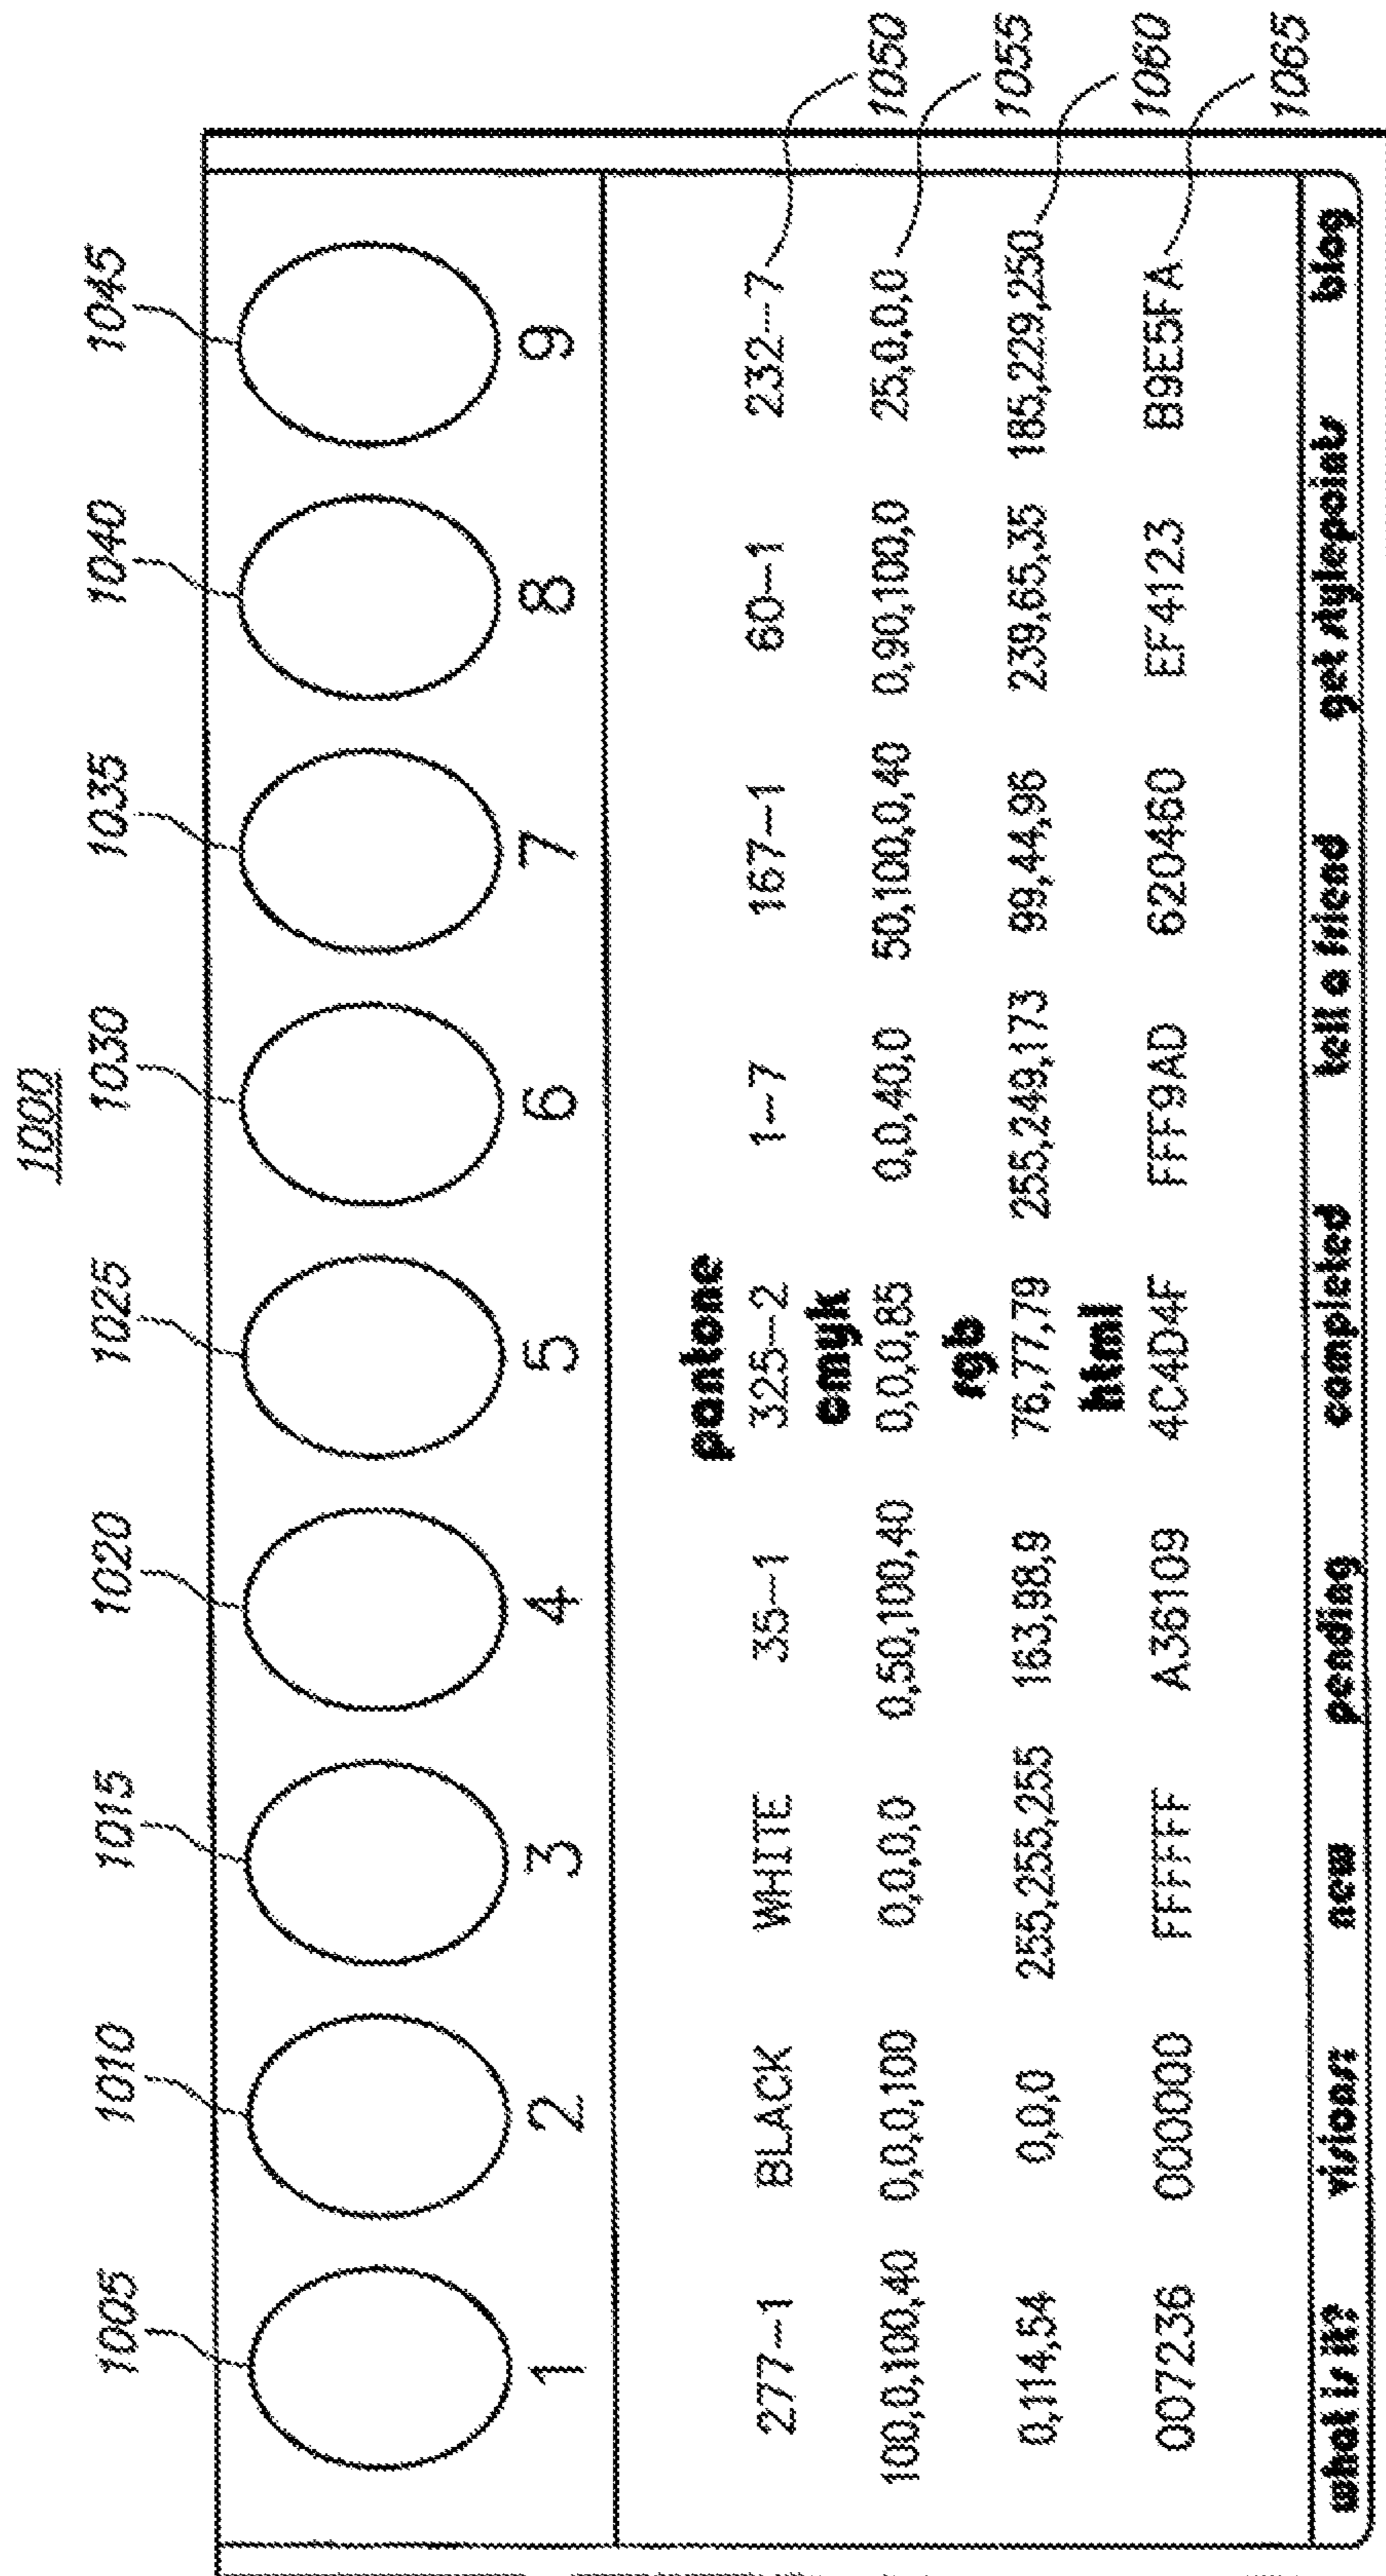 1000
1005 1010 1015 1020 1025 1030 1035 1040 1045
1 2 3 4 5 6 7 8 9
pantone
277-1 BLACK WHITE 35-1 325-2 1-7 167-1 60-1 232-7 1050
cmyk
100,0,100,40 0,0,0,100 0,0,0,0 0,50,100,40 0,0,0,85 0,0,40,0 50,100,0,40 0,90,100,0 25,0,0,0 1055
rgb
0,114,54 0,0,0 255,255,255 163,98,9 76,77,79 255,249,173 99,44,96 239,65,35 185,229,250 1060
html
007236 000000 FFFFFF A36109 4C4D4F FFF9AD 620460 EF4123 B9E5FA 1065
what is it? visions new pending completed tell a friend get stylepoints blog